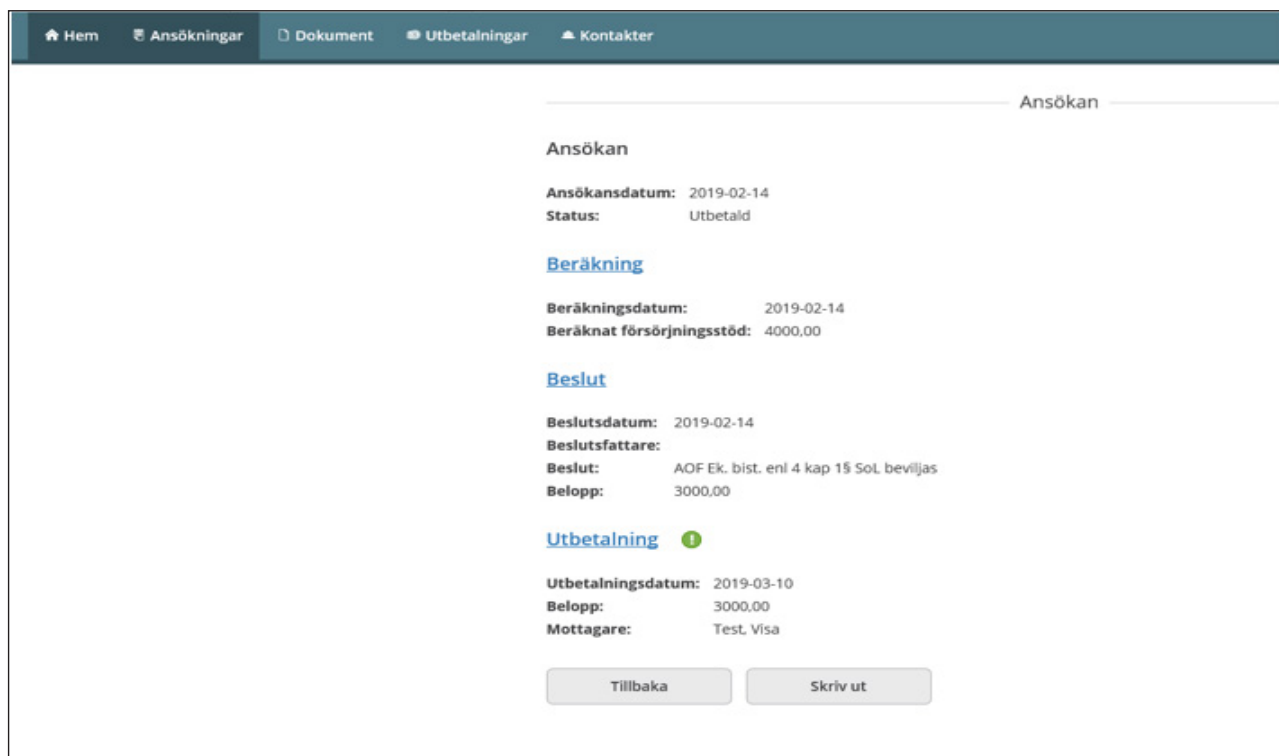 Hem Ansökningar Dokument Utbetalningar Kontakter
Ansökan
Ansökan
Ansökansdatum: 2019-02-14
Status: Utbetald
Beräkning
Beräkningsdatum: 2019-02-14
Beräknat försörjningsstöd: 4000,00
Beslut
Beslutsdatum: 2019-02-14
Beslutsfattare:
Beslut: AOF Ek. bist. enl 4 kap 1§ SoL beviljas
Belopp: 3000,00
Utbetalning
Utbetalningsdatum: 2019-03-10
Belopp: 3000,00
Mottagare: Test, Visa
Tillbaka Skriv ut